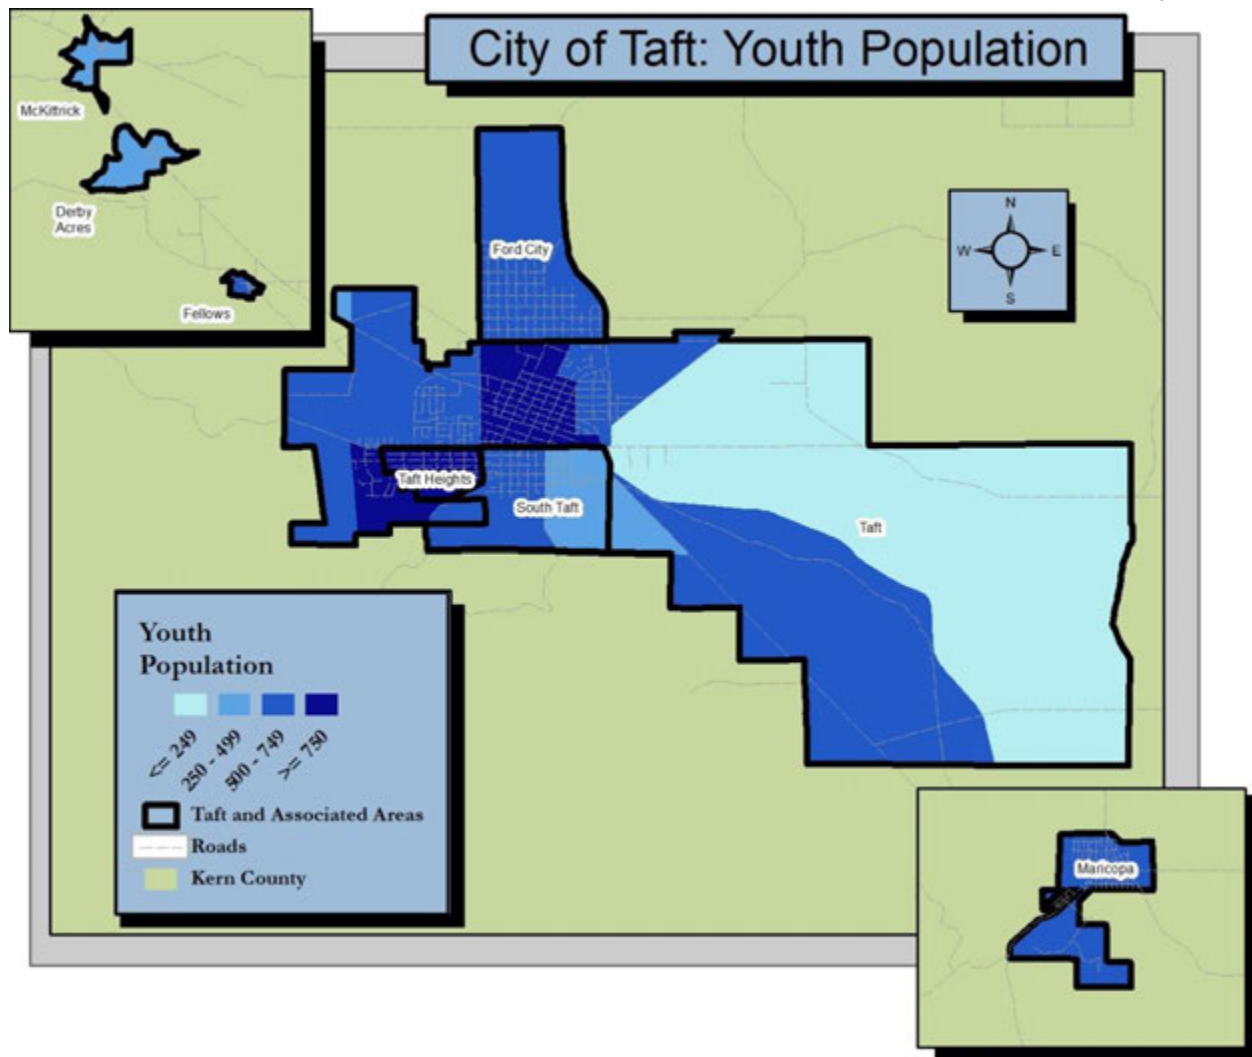 City of Taft: Youth Population
McKittrick
Derby
Acres
Fellows
N
W
E
S
Ford City
Taft Heights
South Taft
Taft
Youth
Population
<= 249
250 - 499
500 - 749
>= 750
Taft and Associated Areas
Roads
Kern County
Maricopa